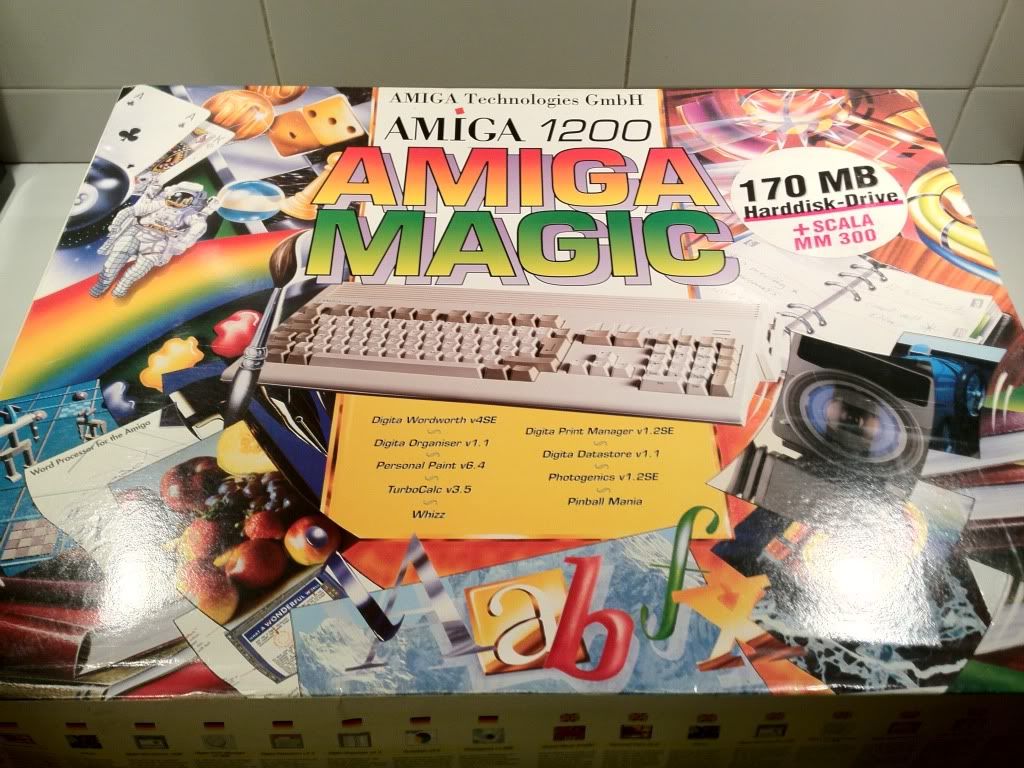 AMIGA Technologies GmbH
AMIGA 1200
AMIGA
MAGIC
170 MB
Harddisk-Drive
+SCALA
MM 300
A
A
K
Digita Wordworth v4SE
Digita Organiser v1.1
Personal Paint v6.4
TurboCalc v3.5
Whizz
Digita Print Manager v1.2SE
Digita Datastore v1.1
Photogenics v1.2SE
Pinball Mania
Word Processor for the Amiga
WHAT A WONDERFUL
A
a
b
f
x